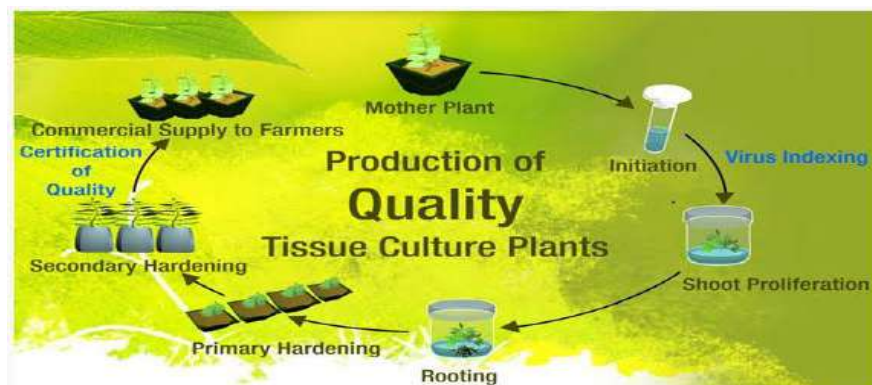 Mother Plant
Initiation
Virus Indexing
Shoot Proliferation
Rooting
Primary Hardening
Secondary Hardening
Certification
of
Quality
Commercial Supply to Farmers
Production of
Quality
Tissue Culture Plants